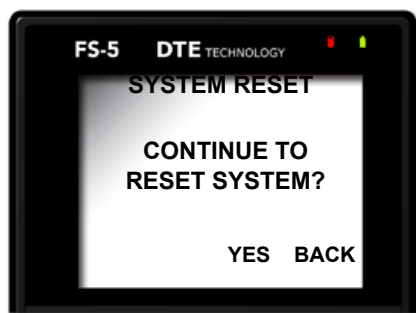 FS-5 DTE TECHNOLOGY
SYSTEM RESET
CONTINUE TO
RESET SYSTEM?
YES BACK